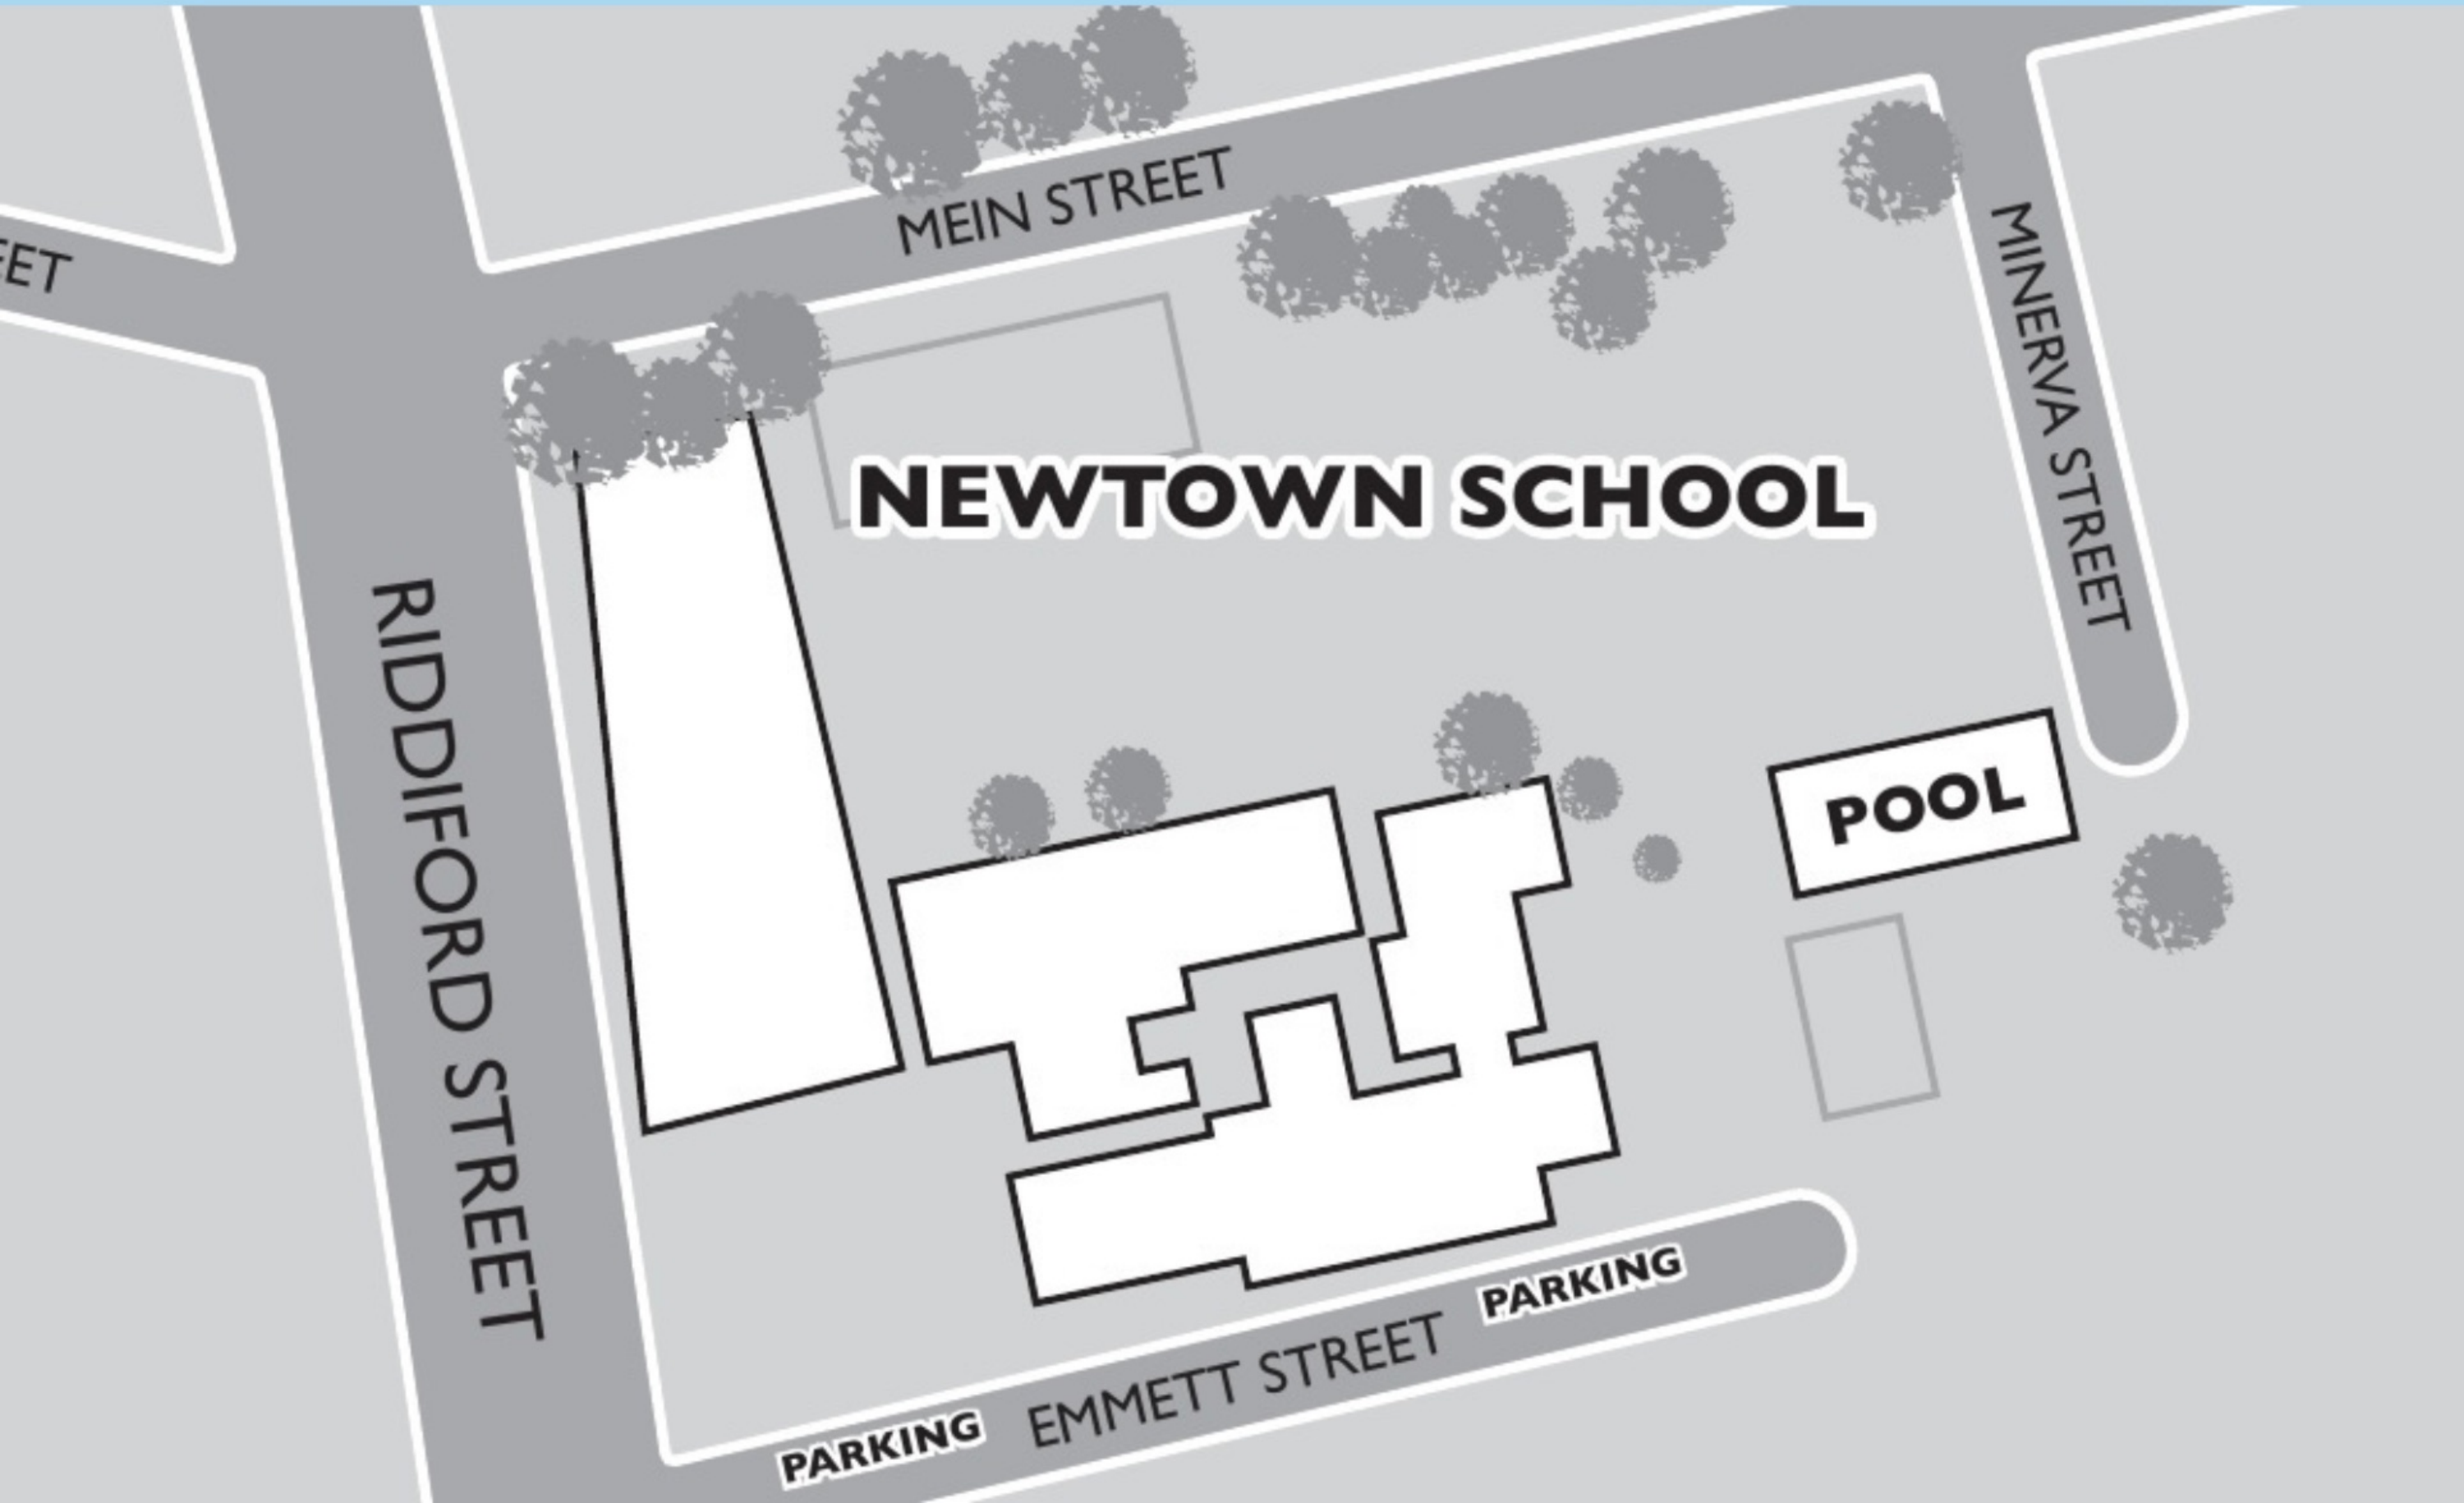 MEIN STREET
MINERVA STREET
NEWTOWN SCHOOL
RIDDIFORD STREET
POOL
PARKING
EMMETT STREET
PARKING